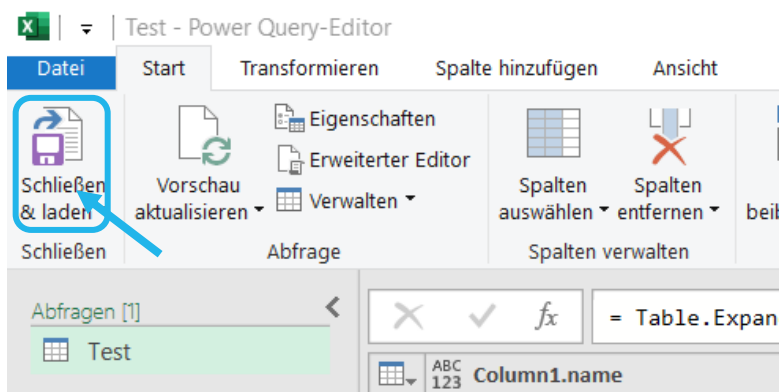 Test - Power Query-Editor
Datei Start Transformieren Spalte hinzufügen Ansicht
Schließen & laden
Vorschau aktualisieren
Eigenschaften
Erweiterter Editor
Verwalten
Spalten auswählen
Spalten entfernen
Schließen Abfrage Spalten verwalten
Abfragen [1]
Test
fx = Table.Expan
ABC
123 Column1.name